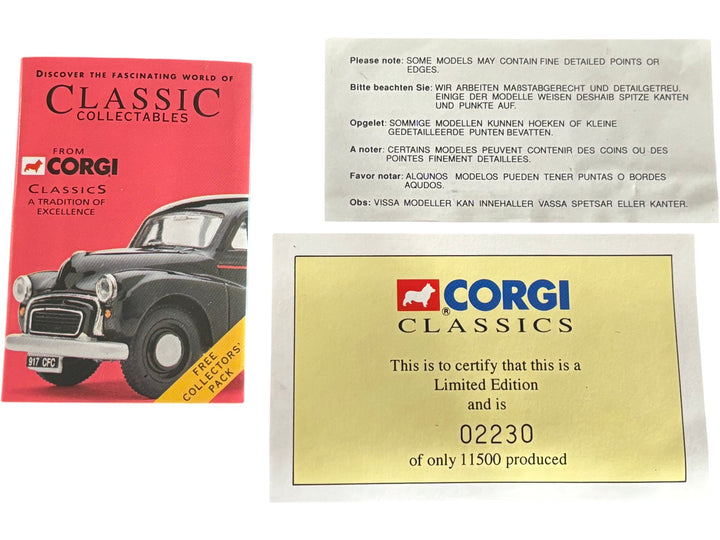 DISCOVER THE FASCINATING WORLD OF
CLASSIC
COLLECTABLES
FROM
CORGI
CLASSICS
A TRADITION OF
EXCELLENCE
917 CFC
FREE
COLLECTORS'
PACK
Please note: SOME MODELS MAY CONTAIN FINE DETAILED POINTS OR
EDGES.
Bitte beachten Sie: WIR ARBEITEN MAßSTABGERECHT UND DETAILGETREU.
EINIGE DER MODELLE WEISEN DESHAIB SPITZE KANTEN
UND PUNKTE AUF.
Opgelet: SOMMIGE MODELLEN KUNNEN HOEKEN OF KLEINE
GEDETAILLEERDE PUNTEN BEVATTEN.
A noter: CERTAINS MODELES PEUVENT CONTENIR DES COINS OU DES
POINTES FINEMENT DETAILLEES.
Favor notar: ALQUNOS MODELOS PUEDEN TENER PUNTAS O BORDES
AQUDOS.
Obs: VISSA MODELLER KAN INNEHALLER VASSA SPETSAR ELLER KANTER.
CORGI
®
CLASSICS
This is to certify that this is a
Limited Edition
and is
02230
of only 11500 produced